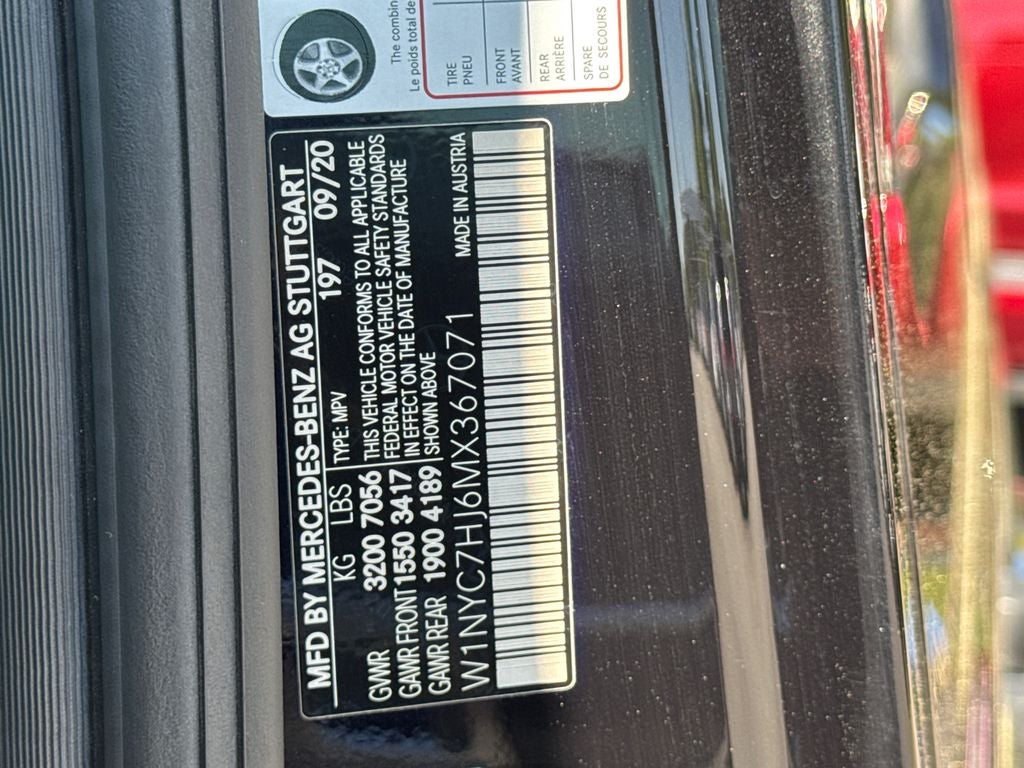 The combin
Le poids total de
TIRE
PNEU
FRONT
AVANT
REAR
ARRIÈRE
SPARE
DE SECOURS
MFD BY MERCEDES-BENZ AG STUTTGART
KG LBS TYPE: MPV 197 09/20
GVWR 3200 7056 THIS VEHICLE CONFORMS TO ALL APPLICABLE
FEDERAL MOTOR VEHICLE SAFETY STANDARDS
GAWR FRONT 1550 3417 IN EFFECT ON THE DATE OF MANUFACTURE
GAWR REAR 1900 4189 SHOWN ABOVE MADE IN AUSTRIA
W1NYC7HJ6MX367071